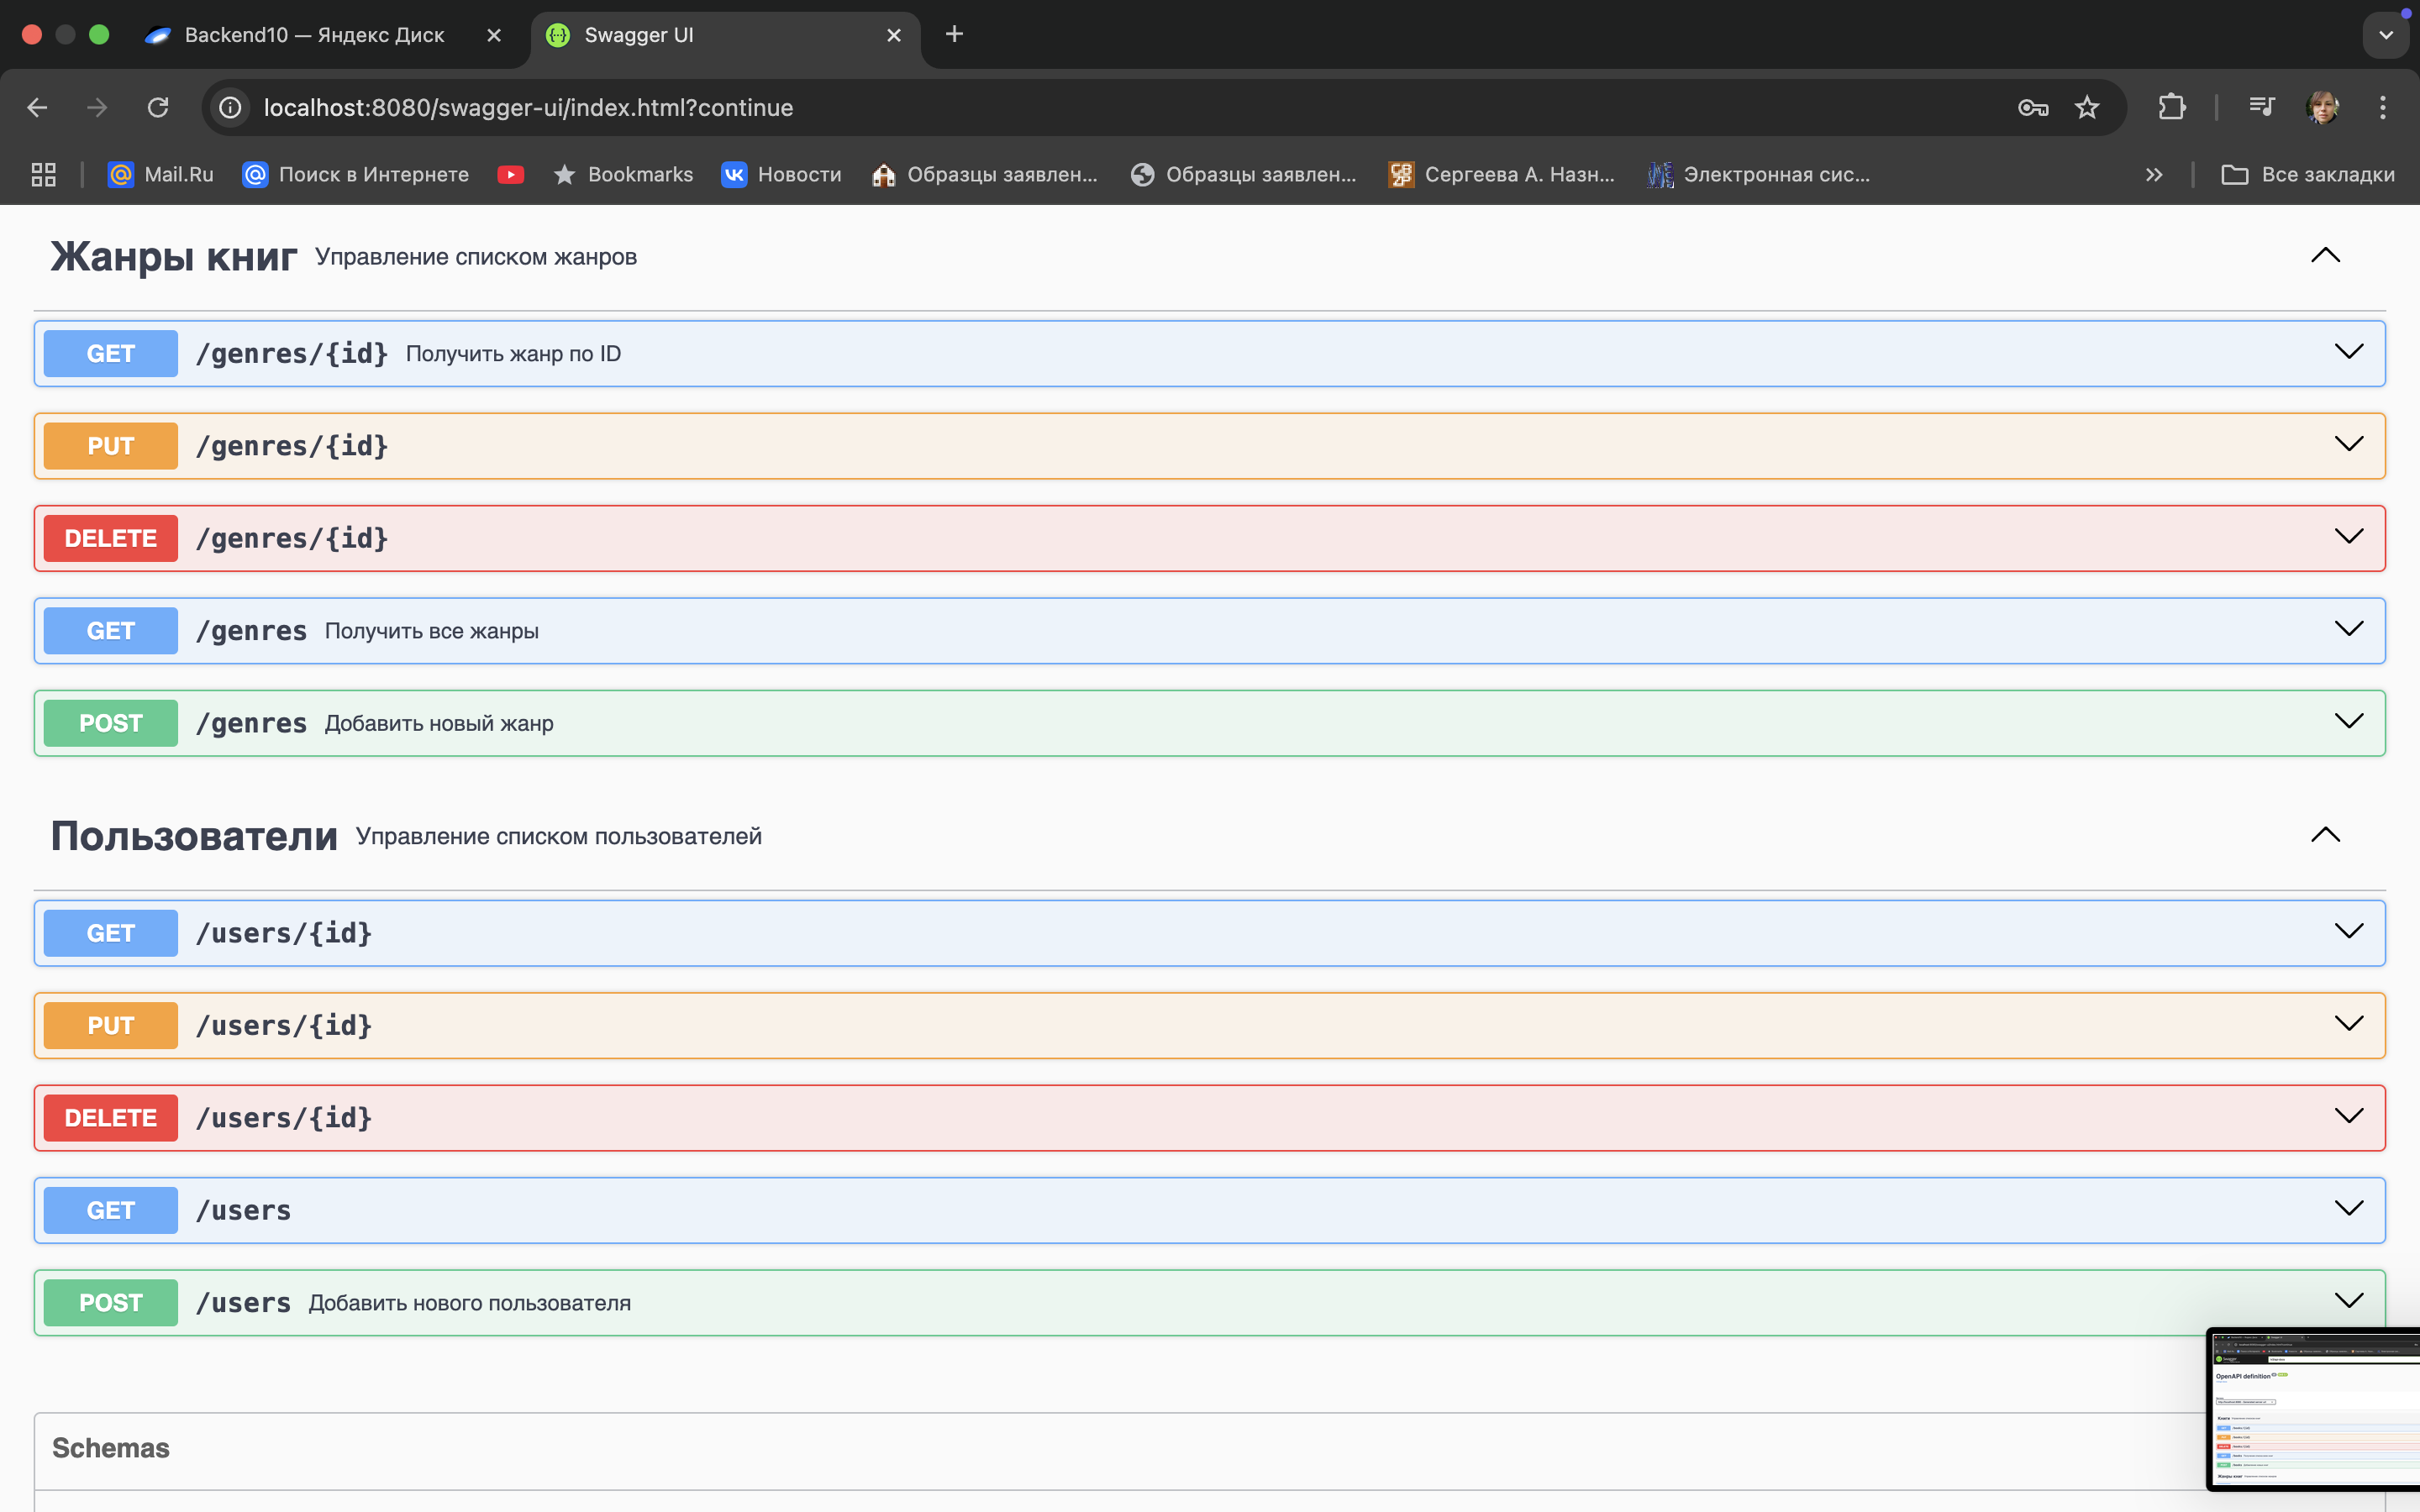 Backend10 — Яндекс Диск
Swagger UI
localhost:8080/swagger-ui/index.html?continue
Mail.Ru
Поиск в Интернете
Bookmarks
Новости
Образцы заявлен...
Образцы заявлен...
Сергеева А. Назн...
Электронная сис...
Все закладки
Жанры книг Управление списком жанров
GET /genres/{id} Получить жанр по ID
PUT /genres/{id}
DELETE /genres/{id}
GET /genres Получить все жанры
POST /genres Добавить новый жанр
Пользователи Управление списком пользователей
GET /users/{id}
PUT /users/{id}
DELETE /users/{id}
GET /users
POST /users Добавить нового пользователя
OpenAPI definition
Schemas